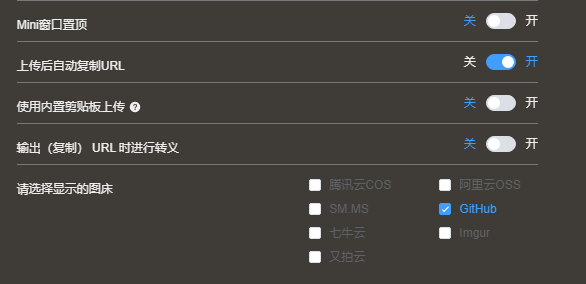 Mini窗口置顶 关 开
上传后自动复制URL 关 开
使用内置剪贴板上传 ? 关 开
输出（复制） URL 时进行转义 关 开
请选择显示的图床 腾讯云COS 阿里云OSS
SM.MS GitHub
七牛云 Imgur
又拍云